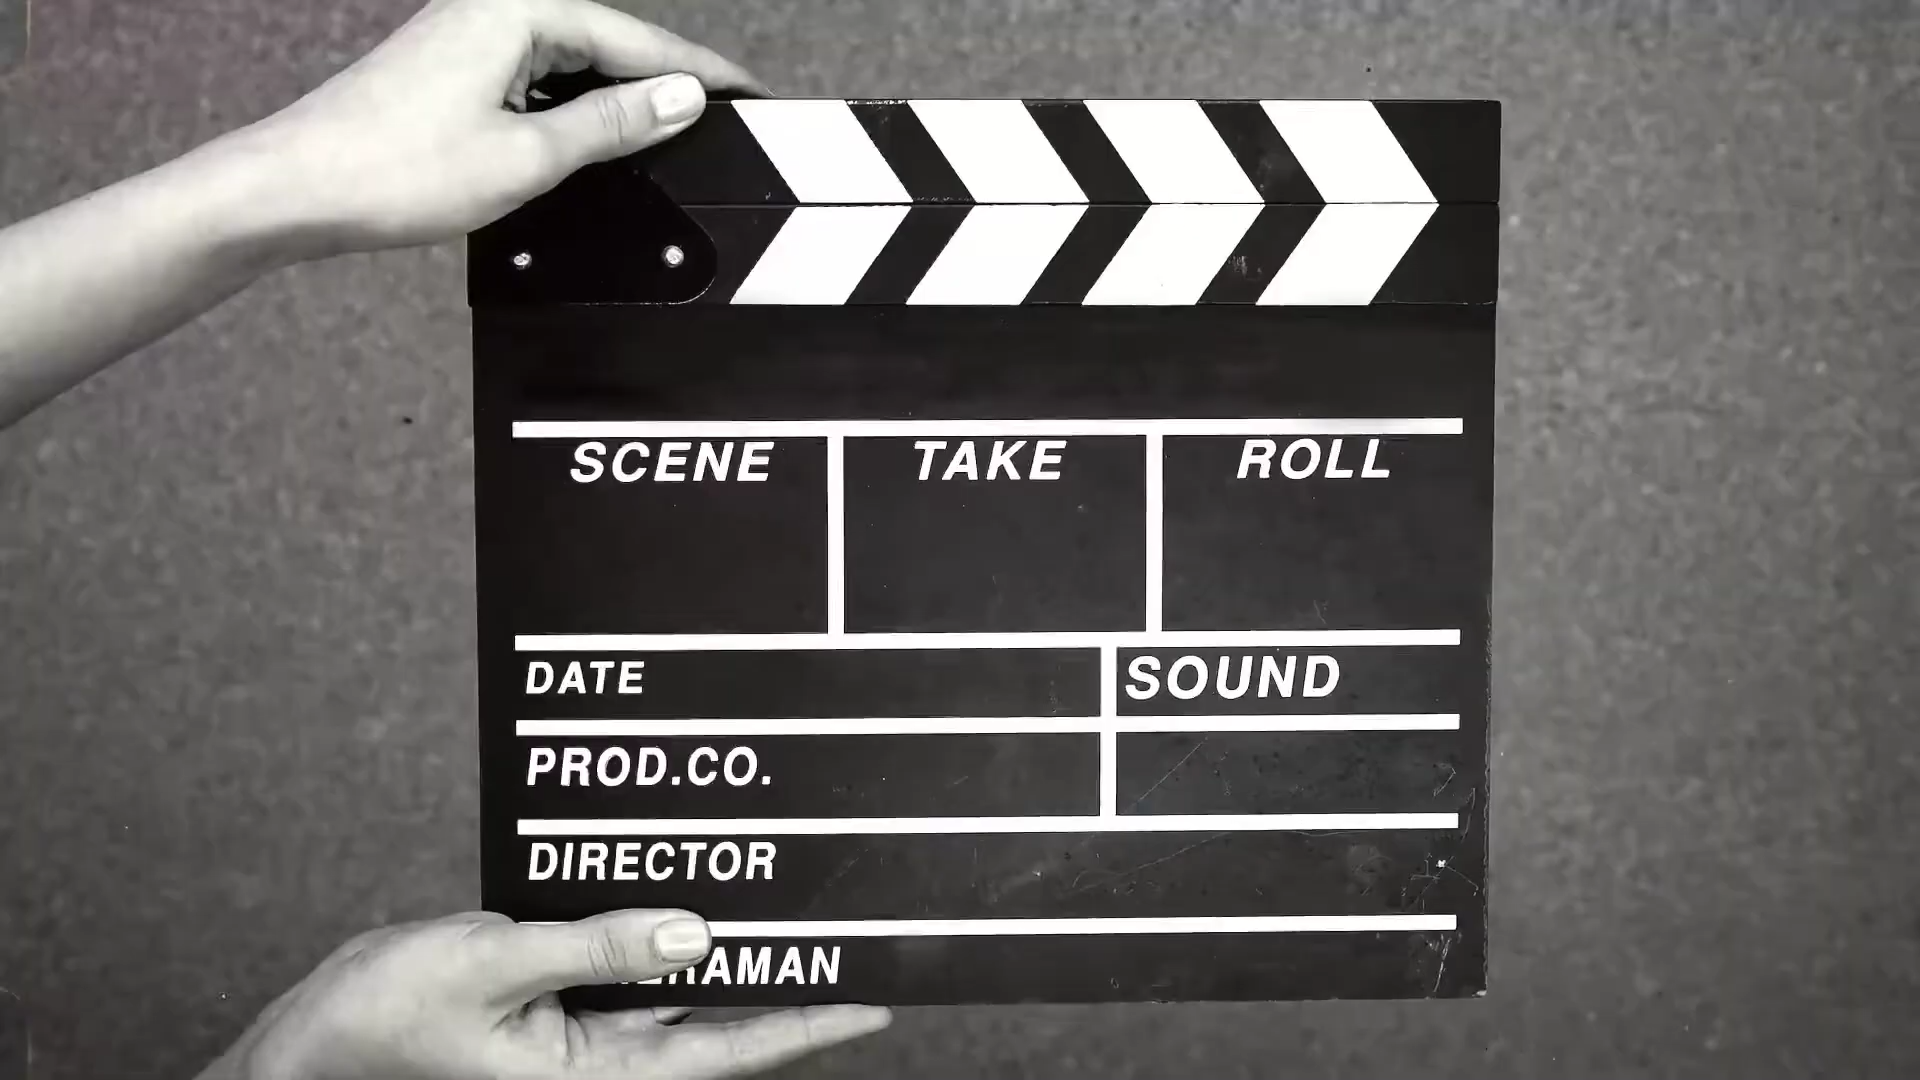 SCENE TAKE ROLL
DATE SOUND
PROD.CO.
DIRECTOR